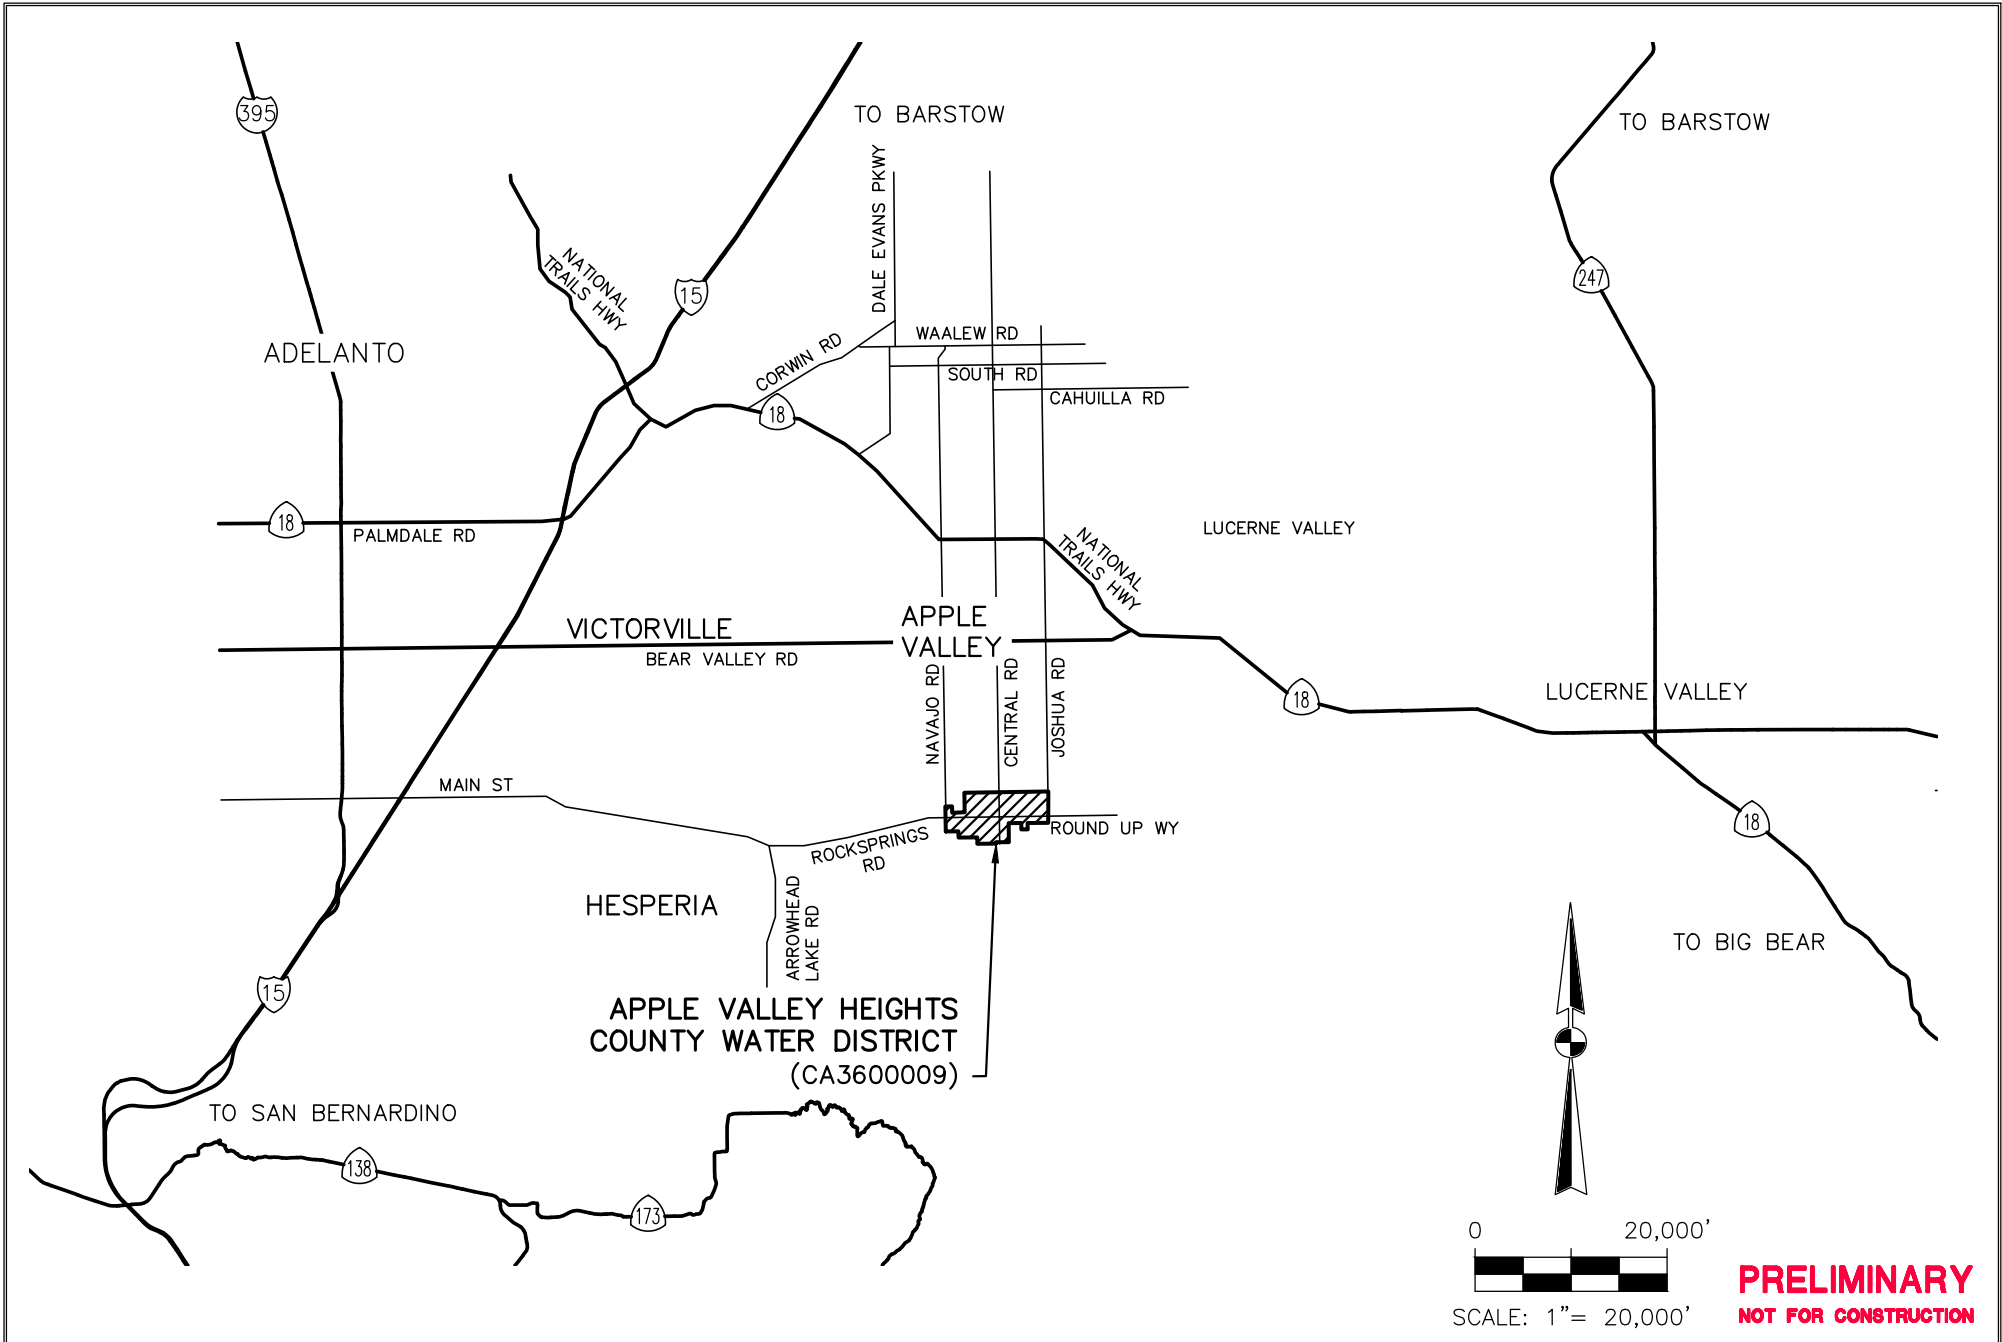 395
TO BARSTOW
TO BARSTOW
DALE EVANS PKWY
NATIONAL
TRAILS HWY
15
247
WAALEW RD
ADELANTO
CORWIN RD
SOUTH RD
CAHUILLA RD
18
18
PALMDALE RD
LUCERNE VALLEY
NATIONAL
TRAILS HWY
VICTORVILLE
APPLE
VALLEY
BEAR VALLEY RD
NAVAJO RD
CENTRAL RD
JOSHUA RD
18
LUCERNE VALLEY
MAIN ST
ROCKSPRINGS
RD
ROUND UP WY
18
HESPERIA
ARROWHEAD
LAKE RD
TO BIG BEAR
15
APPLE VALLEY HEIGHTS
COUNTY WATER DISTRICT
(CA3600009)
TO SAN BERNARDINO
138
173
0 20,000'
SCALE: 1"= 20,000'
PRELIMINARY
NOT FOR CONSTRUCTION